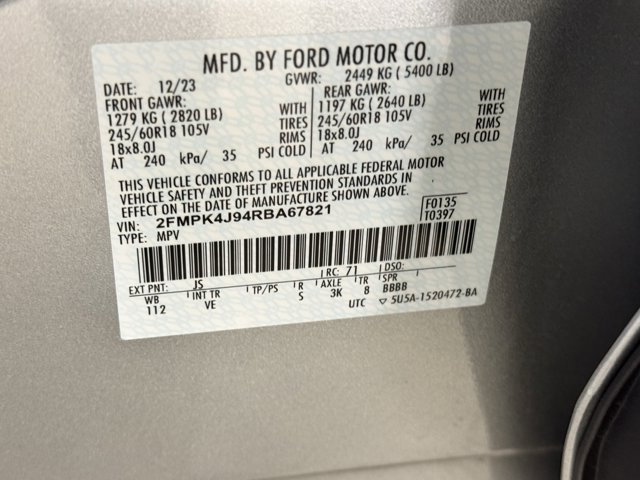 MFD. BY FORD MOTOR CO.
DATE: 12/23 GVWR: 2449 KG ( 5400 LB)
FRONT GAWR: REAR GAWR:
1279 KG ( 2820 LB) WITH 1197 KG ( 2640 LB) WITH
245/60R18 105V TIRES 245/60R18 105V TIRES
18x8.0J RIMS 18x8.0J RIMS
AT 240 kPa/ 35 PSI COLD AT 240 kPa/ 35 PSI COLD
THIS VEHICLE CONFORMS TO ALL APPLICABLE FEDERAL MOTOR
VEHICLE SAFETY AND THEFT PREVENTION STANDARDS IN
EFFECT ON THE DATE OF MANUFACTURE SHOWN ABOVE.
VIN: 2FMPK4J94RBA67821 F0135
TYPE: MPV T0397
EXT PNT: JS RC: 71 DSO:
WB INT TR TP/PS R AXLE TR SPR
112 VE S 3K 8 BBBB
UTC ▽ 5U5A-1520472-BA